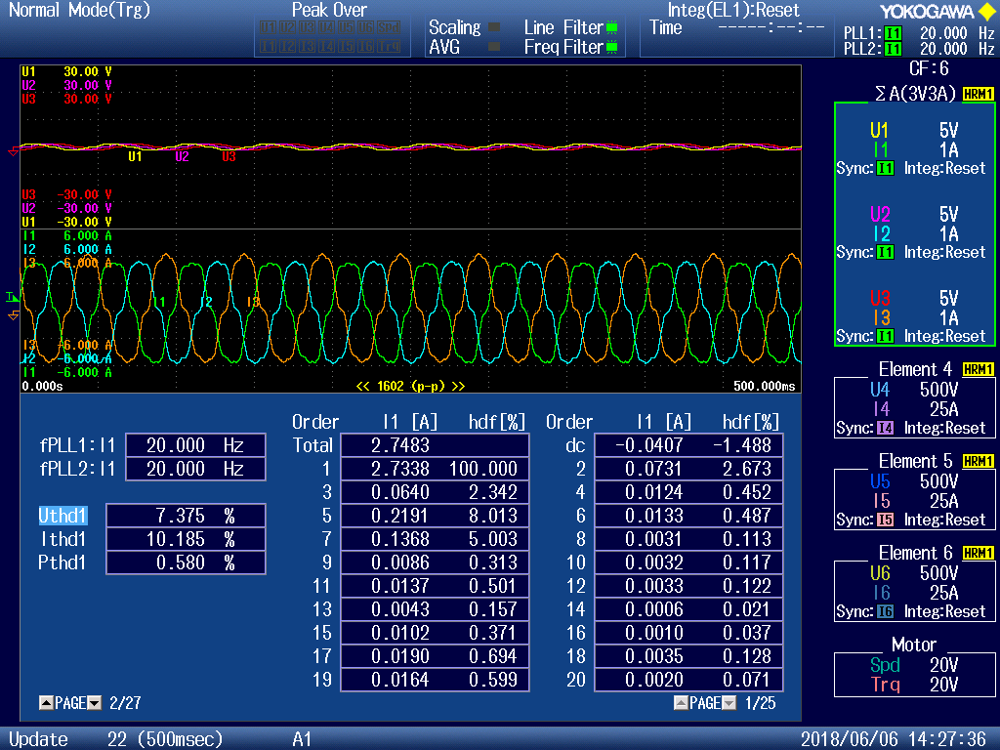 Normal Mode(Trg)
Peak Over
U1 U2 U3 U4 U5 U6 Spd
I1 I2 I3 I4 I5 I6 Trq
Scaling
AVG
Line Filter
Freq Filter
Integ(EL1):Reset
Time -----:--:--
YOKOGAWA
PLL1: I1 20.000 Hz
PLL2: I1 20.000 Hz
CF:6
U1 30.00 V
U2 30.00 V
U3 30.00 V
U1 U2 U3
U3 -30.00 V
U2 -30.00 V
U1 -30.00 V
I1 6.000 A
I2 6.000 A
I3 6.000 A
I1 I2 I3
I3 -6.000 A
I2 -6.000 A
I1 -6.000 A
0.000s
<< 1602 (p-p) >>
500.000ms
ΣA(3V3A) HRM1
U1 5V
I1 1A
Sync: I1 Integ:Reset
U2 5V
I2 1A
Sync: I1 Integ:Reset
U3 5V
I3 1A
Sync: I1 Integ:Reset
Element 4 HRM1
U4 500V
I4 25A
Sync: I4 Integ:Reset
Element 5 HRM1
U5 500V
I5 25A
Sync: I5 Integ:Reset
Element 6 HRM1
U6 500V
I6 25A
Sync: I6 Integ:Reset
Motor
Spd 20V
Trq 20V
fPLL1:I1 20.000 Hz
fPLL2:I1 20.000 Hz
Uthd1 7.375 %
Ithd1 10.185 %
Pthd1 0.580 %
Order I1 [A] hdf[%] Order I1 [A] hdf[%]
Total 2.7483 dc -0.0407 -1.488
1 2.7338 100.000 2 0.0731 2.673
3 0.0640 2.342 4 0.0124 0.452
5 0.2191 8.013 6 0.0133 0.487
7 0.1368 5.003 8 0.0031 0.113
9 0.0086 0.313 10 0.0032 0.117
11 0.0137 0.501 12 0.0033 0.122
13 0.0043 0.157 14 0.0006 0.021
15 0.0102 0.371 16 0.0010 0.037
17 0.0190 0.694 18 0.0035 0.128
19 0.0164 0.599 20 0.0020 0.071
PAGE 2/27
PAGE 1/25
Update 22 (500msec)
A1
2018/06/06 14:27:36